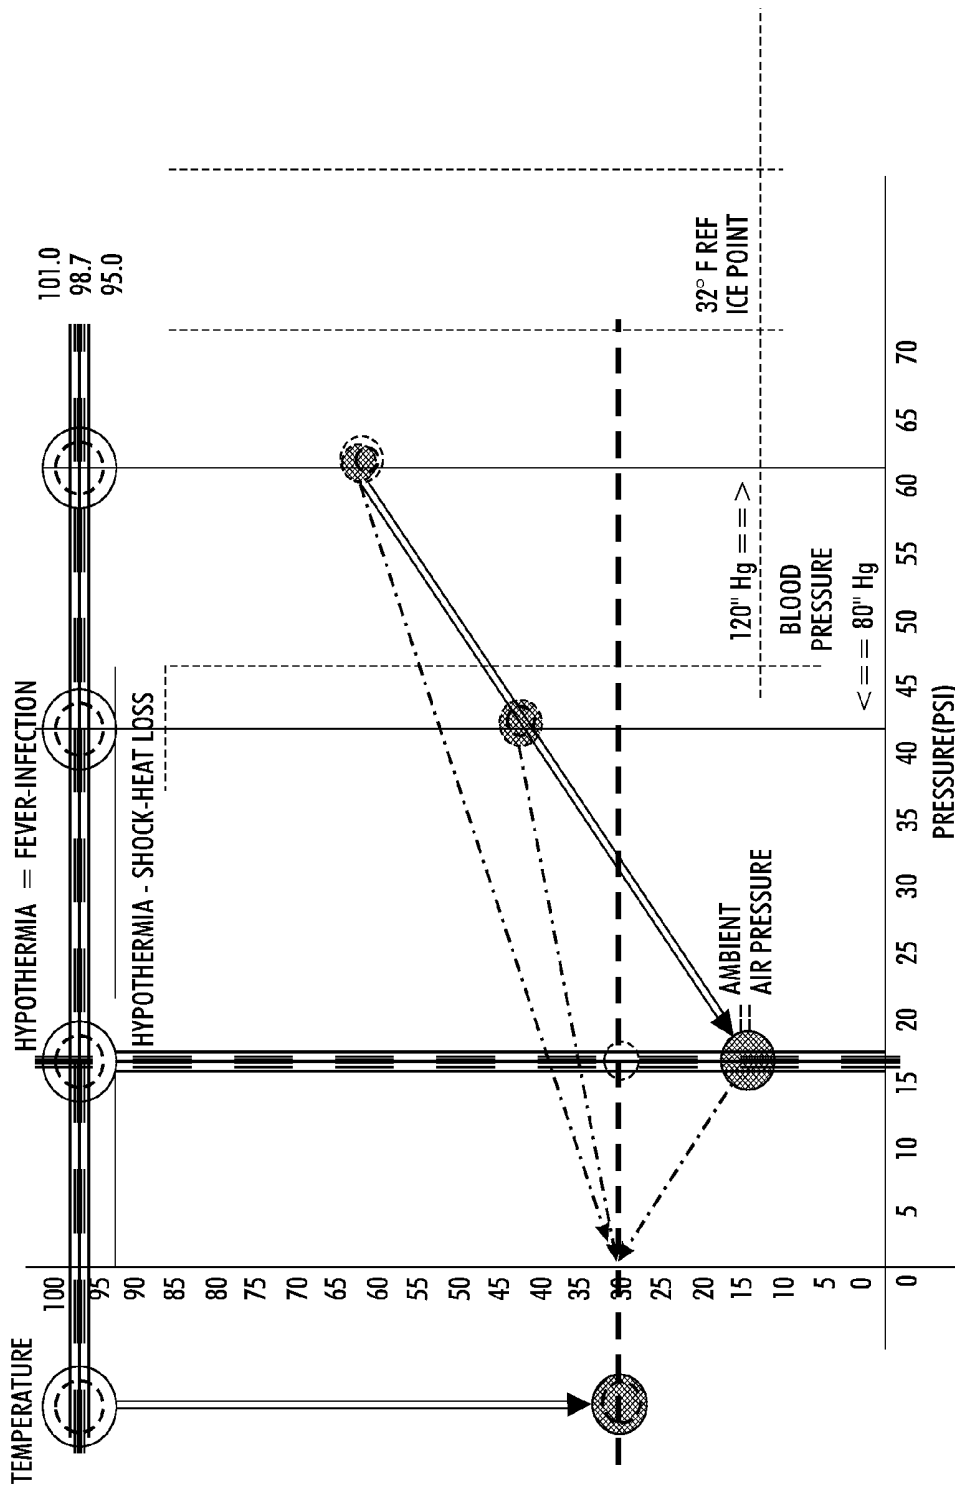 TEMPERATURE
HYPOTHERMIA = FEVER-INFECTION
101.0
98.7
95.0
HYPOTHERMIA - SHOCK-HEAT LOSS
100
95
90
85
80
75
70
65
60
55
50
45
40
35
30
25
20
15
10
5
0
32° F REF
ICE POINT
120" Hg = = >
BLOOD
PRESSURE
< = = 80" Hg
AMBIENT
AIR PRESSURE
0 5 10 15 20 25 30 35 40 45 50 55 60 65 70
PRESSURE(PSI)